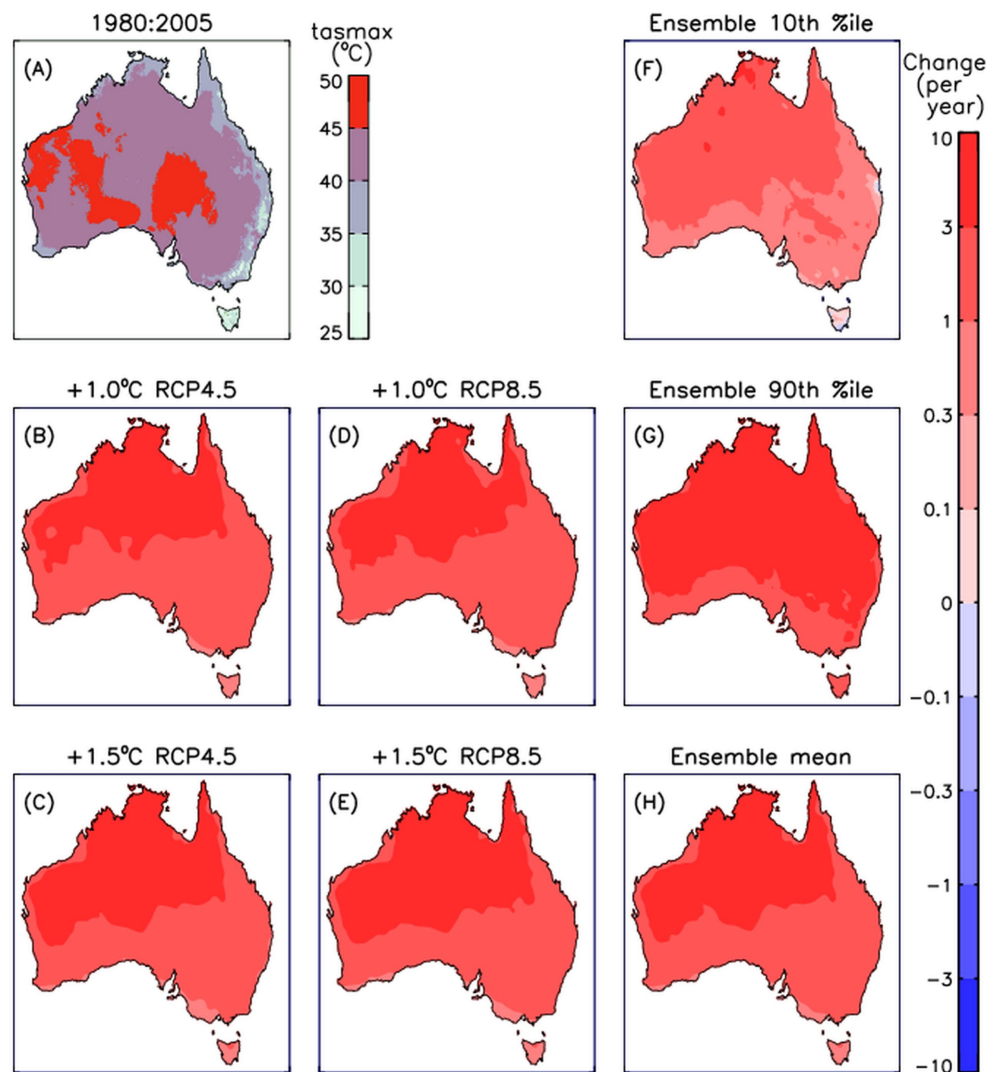 1980:2005
(A)
tasmax
(°C)
50
45
40
35
30
25
Ensemble 10th %ile
(F)
Change
(per
year)
10
3
1
0.3
0.1
0
-0.1
-0.3
-1
-3
-10
+1.0°C RCP4.5
(B)
+1.0°C RCP8.5
(D)
Ensemble 90th %ile
(G)
+1.5°C RCP4.5
(C)
+1.5°C RCP8.5
(E)
Ensemble mean
(H)